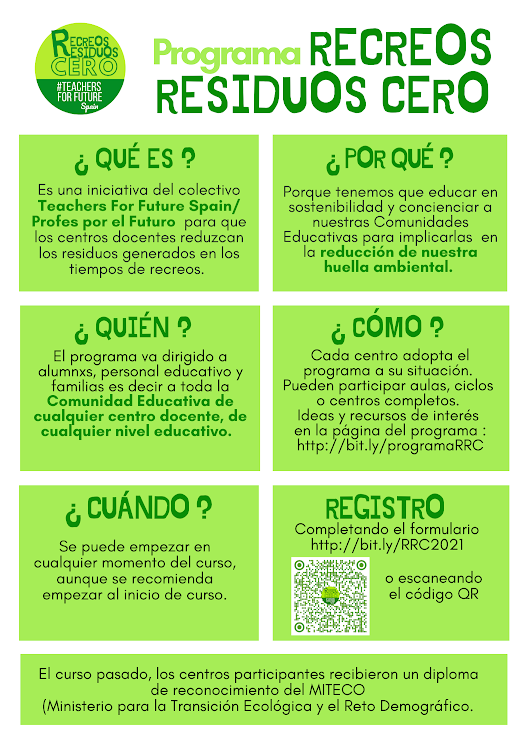 RECREOS
RESIDUOS
CERO
#TEACHERS
FOR FUTURE
Spain
Programa RECREOS
RESIDUOS CERO
¿ QUÉ ES ?
Es una iniciativa del colectivo
Teachers For Future Spain/
Profes por el Futuro para que
los centros docentes reduzcan
los residuos generados en los
tiempos de recreos.
¿ POR QUÉ ?
Porque tenemos que educar en
sostenibilidad y concienciar a
nuestras Comunidades
Educativas para implicarlas en
la reducción de nuestra
huella ambiental.
¿ QUIÉN ?
El programa va dirigido a
alumnxs, personal educativo y
familias es decir a toda la
Comunidad Educativa de
cualquier centro docente, de
cualquier nivel educativo.
¿ CÓMO ?
Cada centro adopta el
programa a su situación.
Pueden participar aulas, ciclos
o centros completos.
Ideas y recursos de interés
en la página del programa :
http://bit.ly/programaRRC
¿ CUÁNDO ?
Se puede empezar en
cualquier momento del curso,
aunque se recomienda
empezar al inicio de curso.
REGISTRO
Completando el formulario
http://bit.ly/RRC2021
o escaneando
el código QR
El curso pasado, los centros participantes recibieron un diploma
de reconocimiento del MITECO
(Ministerio para la Transición Ecológica y el Reto Demográfico.